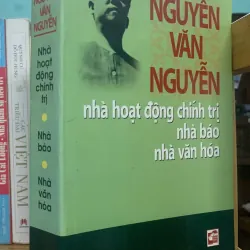 NGUYỄN
VĂN
NGUYỄN
nhà hoạt động chính trị
nhà báo
nhà văn hóa
VĂN
NGUYỄN
Nhà
hoạt
động
chính
trị
Nhà
báo
Nhà
văn
hóa
VIỆT NAM